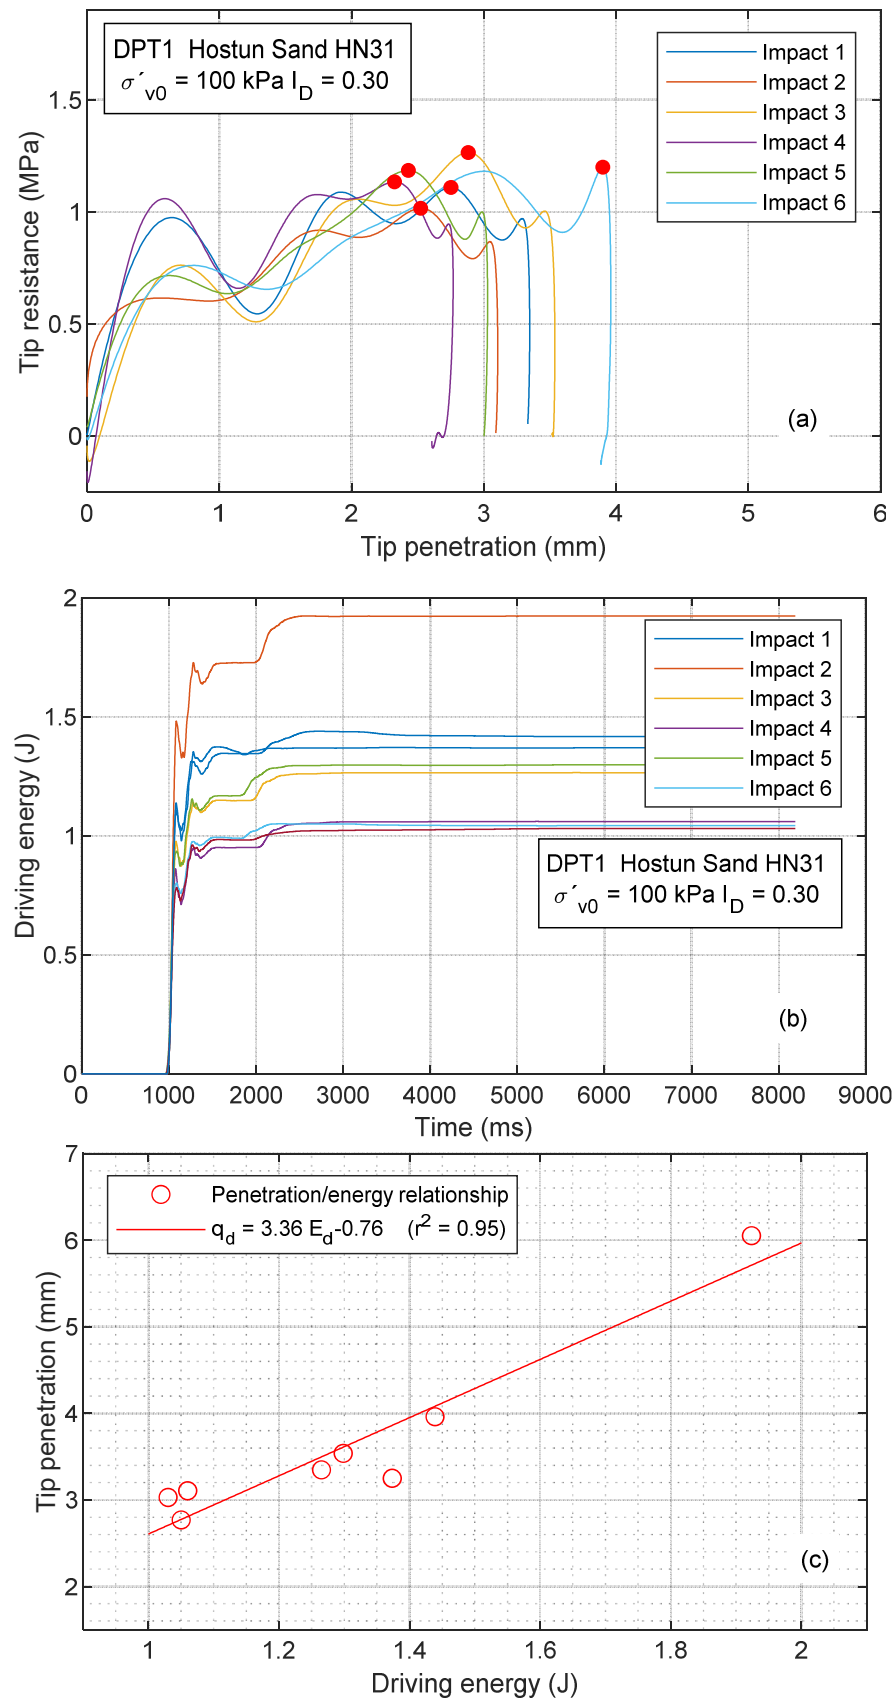 DPT1 Hostun Sand HN31
σ´v0 = 100 kPa ID = 0.30
Impact 1
Impact 2
Impact 3
Impact 4
Impact 5
Impact 6
1.5
1
0.5
0
Tip resistance (MPa)
(a)
0 1 2 3 4 5 6
Tip penetration (mm)
2
1.5
1
0.5
0
Driving energy (J)
Impact 1
Impact 2
Impact 3
Impact 4
Impact 5
Impact 6
DPT1 Hostun Sand HN31
σ´v0 = 100 kPa ID = 0.30
(b)
0 1000 2000 3000 4000 5000 6000 7000 8000 9000
Time (ms)
7
6
5
4
3
2
Tip penetration (mm)
Penetration/energy relationship
qd = 3.36 Ed-0.76 (r2 = 0.95)
(c)
1 1.2 1.4 1.6 1.8 2
Driving energy (J)